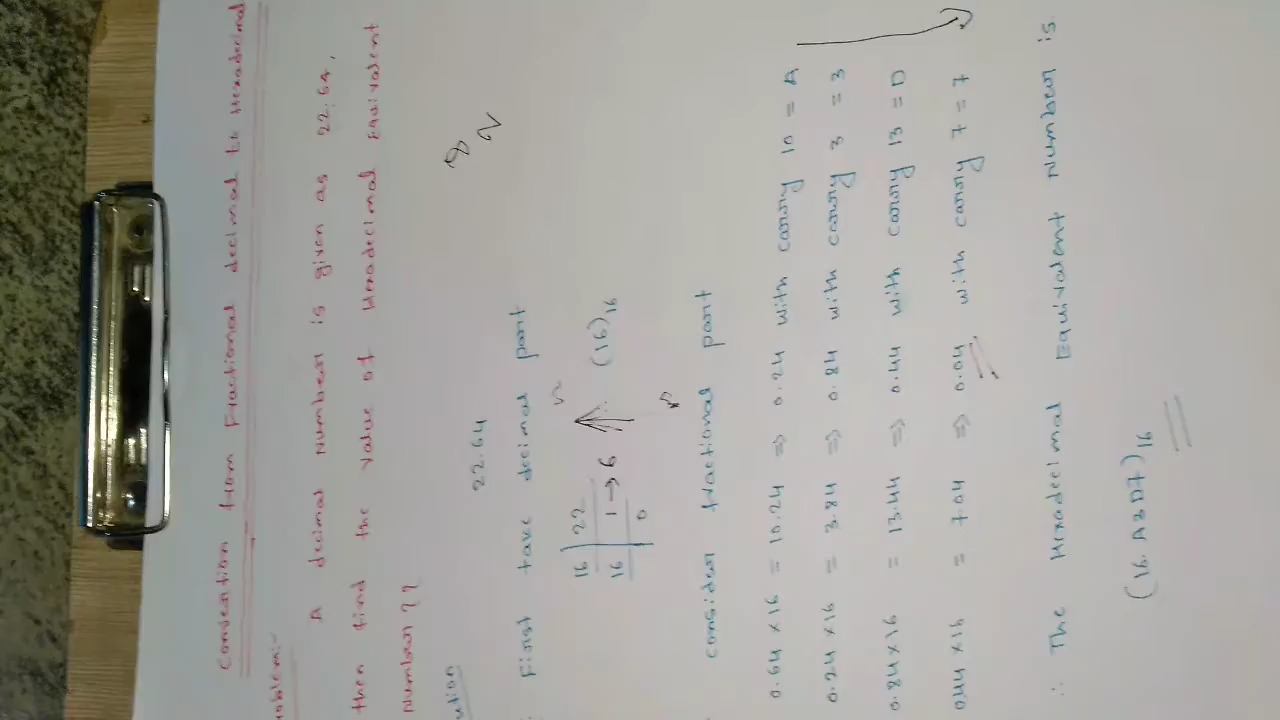 Convertion from Fractional decimal to Hexadecimal
oblem:-
A decimal Number is given as 22.64,
then find the value of Hexadecimal Equivalent
Number??
ution
22.64
First take decimal part
16 | 22
16 | 1 → 6 (16)16
0
consider fractional part
0.64 × 16 = 10.24 ⇒ 0.24 with carry 10 = A
0.24 × 16 = 3.84 ⇒ 0.84 with carry 3 = 3
0.84 × 16 = 13.44 ⇒ 0.44 with carry 13 = D
0.44 × 16 = 7.04 ⇒ 0.04 with carry 7 = 7
∴ The Hexadecimal Equivalent Number is
(16.A3D7)16